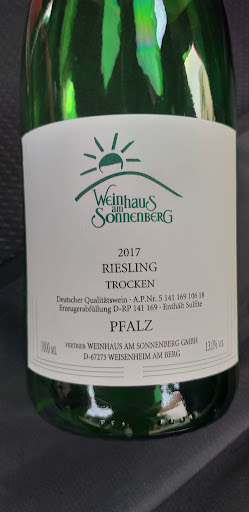 Weinhaus
am
Sonnenberg
2017
RIESLING
TROCKEN
Deutscher Qualitätswein - A.P.Nr. 5 141 169 106 18
Erzeugerabfüllung D-RP 141 169 - Enthält Sulfite
PFALZ
1000 mL 13,0% vol
VERTRIEB WEINHAUS AM SONNENBERG GMBH
D-67273 WEISENHEIM AM BERG